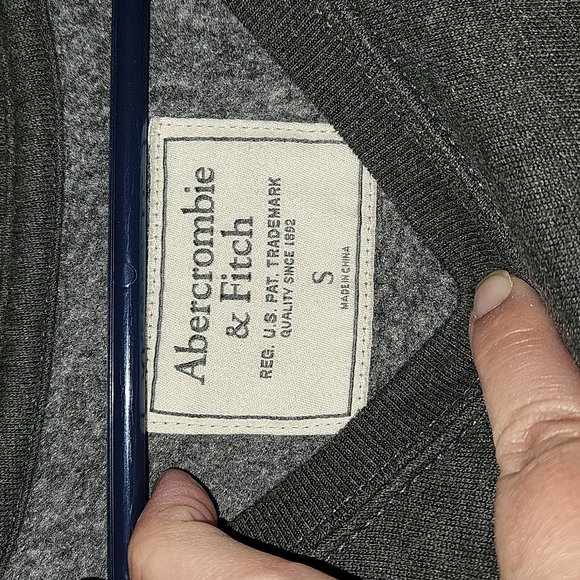 Abercrombie
& Fitch
REG. U.S. PAT. TRADEMARK
QUALITY SINCE 1892
S
MADE IN CHINA